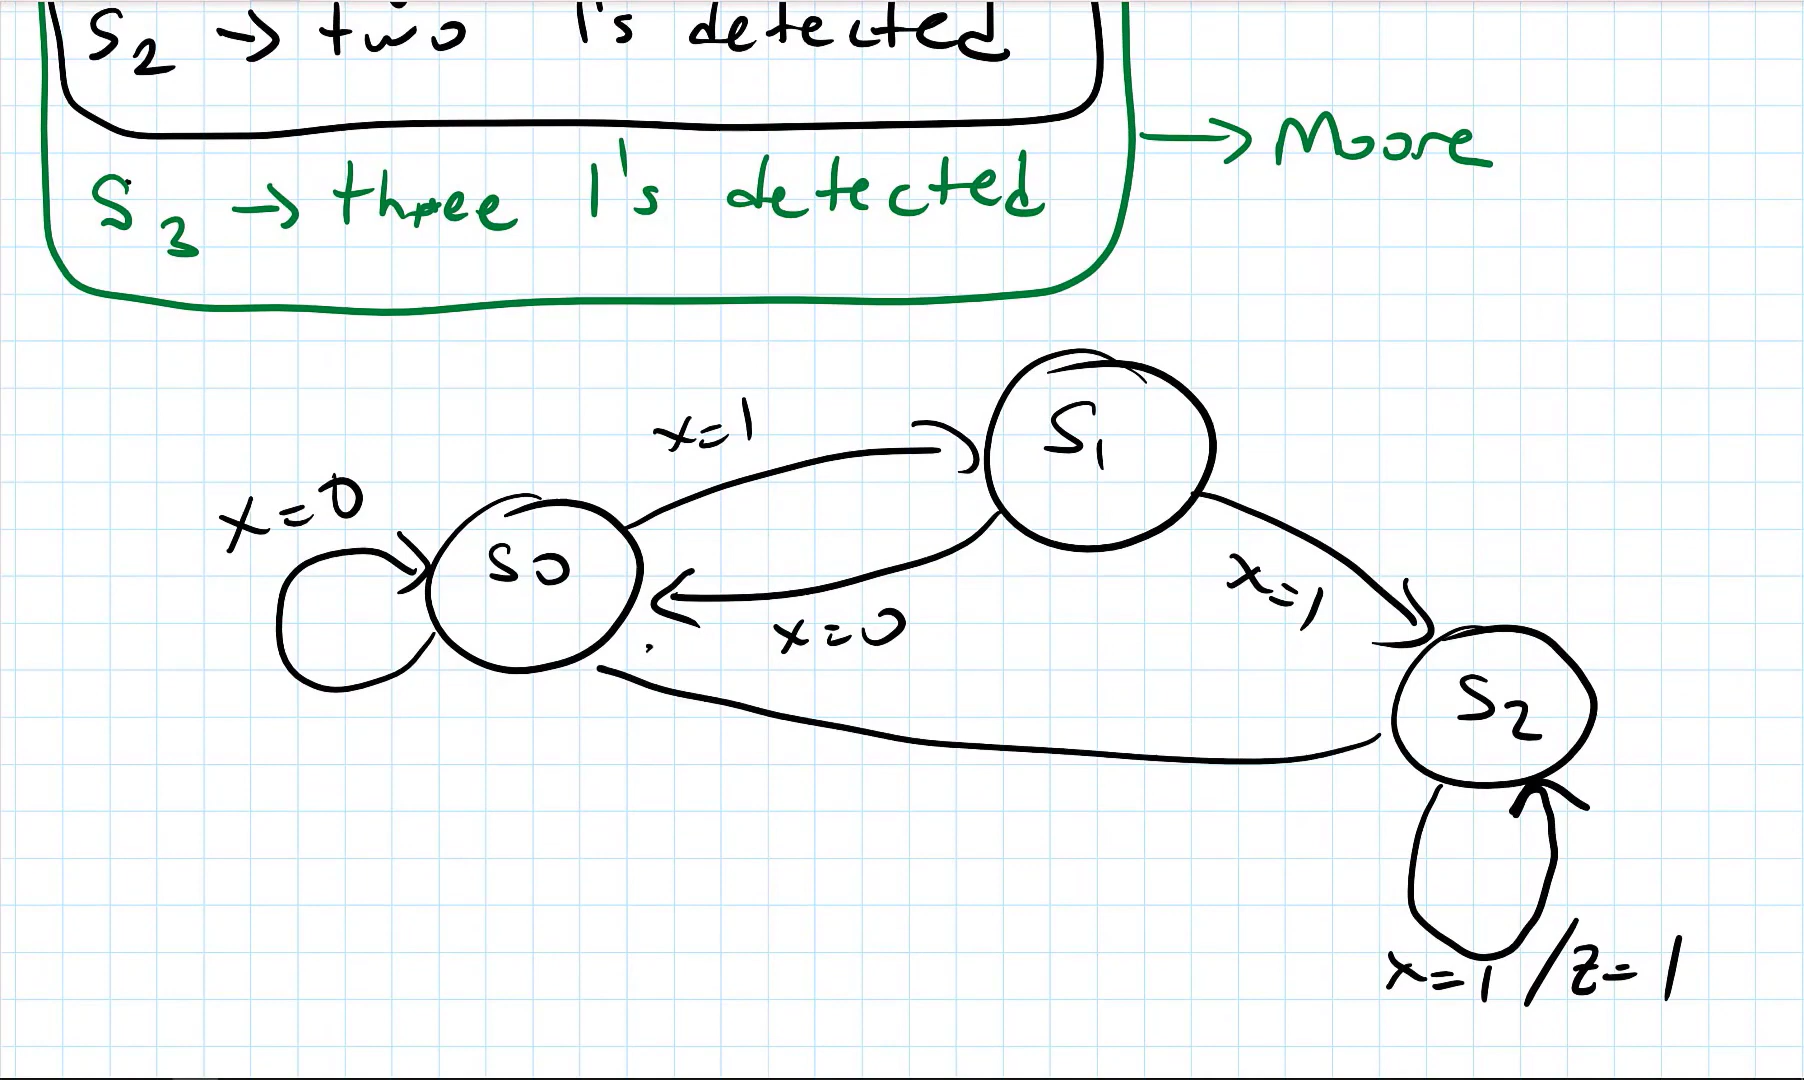 S2 → two 1's detected
→ Moore
S3 → three 1's detected
x=1
S1
x=0
S0
x=1
x=0
S2
x=1/z=1